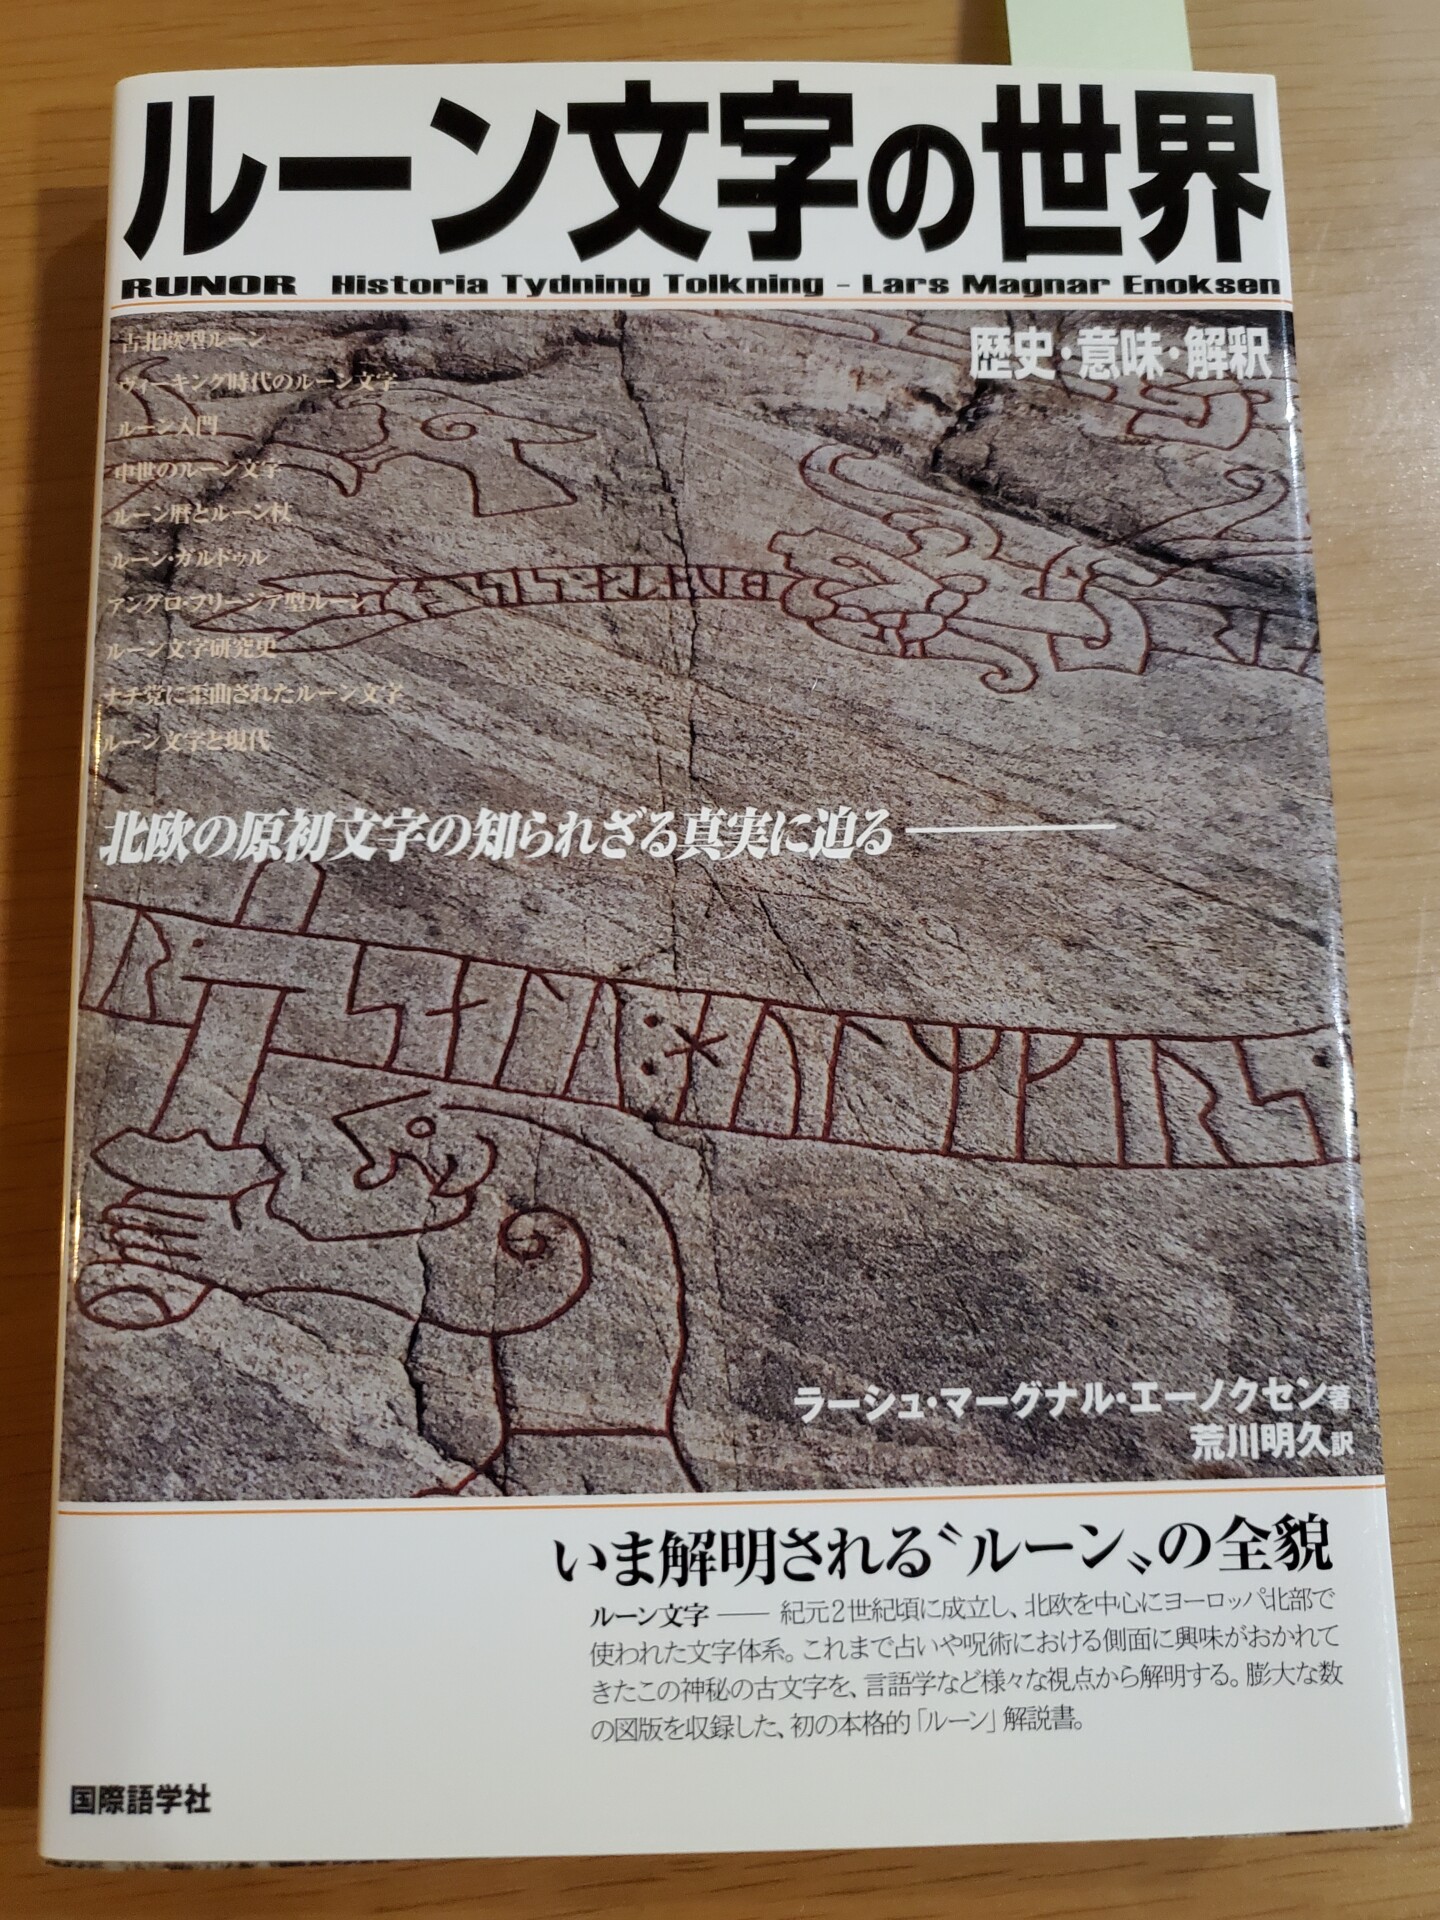 ルーン文字の世界
RUNOR Historia Tydning Tolkning - Lars Magnar Enoksen
歴史・意味・解釈
古北欧型ルーン
ヴィーキング時代のルーン文字
ルーン入門
中世のルーン文字
ルーン暦とルーン杖
ルーン・ガルドゥル
アングロ・フリージア型ルーン
ルーン文字研究史
ナチ党に歪曲されたルーン文字
ルーン文字と現代
北欧の原初文字の知られざる真実に迫る――――
ラーシュ・マーグナル・エーノクセン著
荒川明久訳
いま解明される〝ルーン〟の全貌
ルーン文字 ―― 紀元2世紀頃に成立し、北欧を中心にヨーロッパ北部で
使われた文字体系。これまで占いや呪術における側面に興味がおかれて
きたこの神秘の古文字を、言語学など様々な視点から解明する。膨大な数
の図版を収録した、初の本格的「ルーン」解説書。
国際語学社